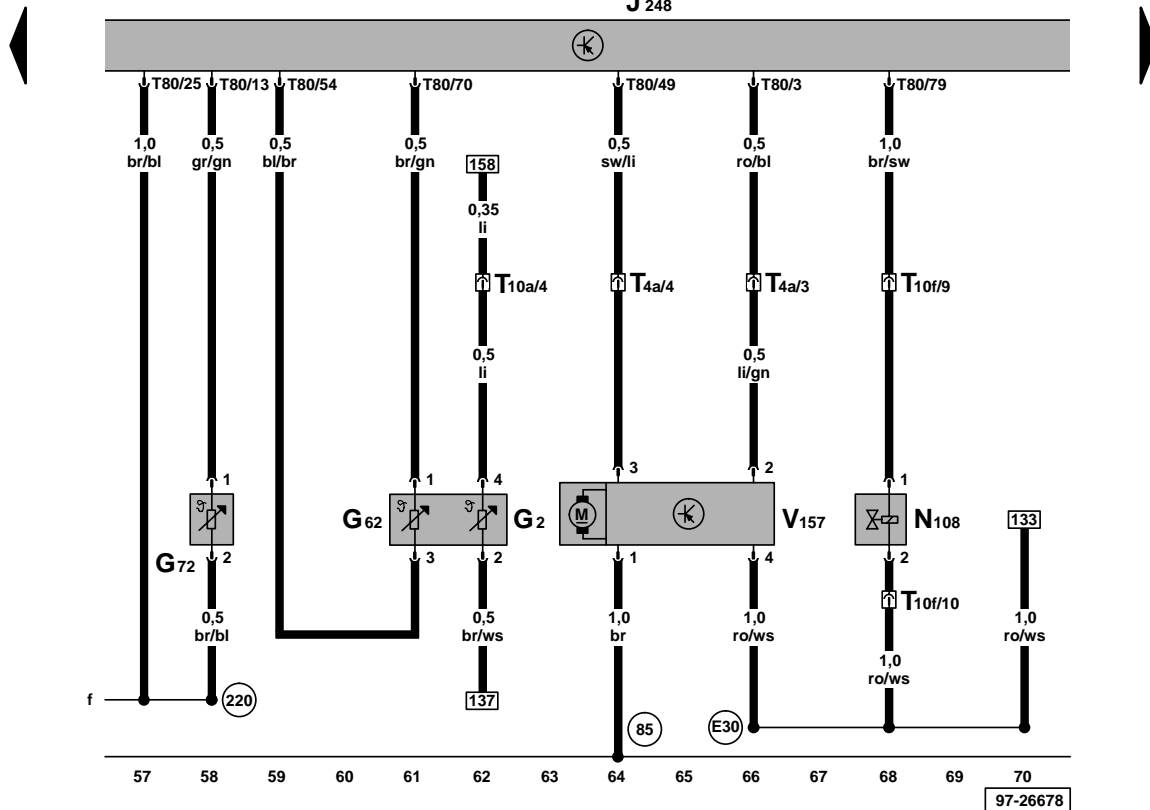 J 248
T80/25 T80/13 T80/54 T80/70 T80/49 T80/3 T80/79
1,0 0,5 0,5 0,5 0,5 0,5 1,0
br/bl gr/gn bl/br br/gn sw/li ro/bl br/sw
158
0,35
li
T10a/4 T4a/4 T4a/3 T10f/9
0,5 0,5
li li/gn
3 2
1 1 4 1
G62 G2 M V157 N108 133
G72 2 3 2 1 4 2
T10f/10
0,5 0,5 1,0 1,0 1,0
br/bl br/ws br ro/ws ro/ws
1,0
ro/ws
f 220 137
85 E30
57 58 59 60 61 62 63 64 65 66 67 68 69 70
97-26678